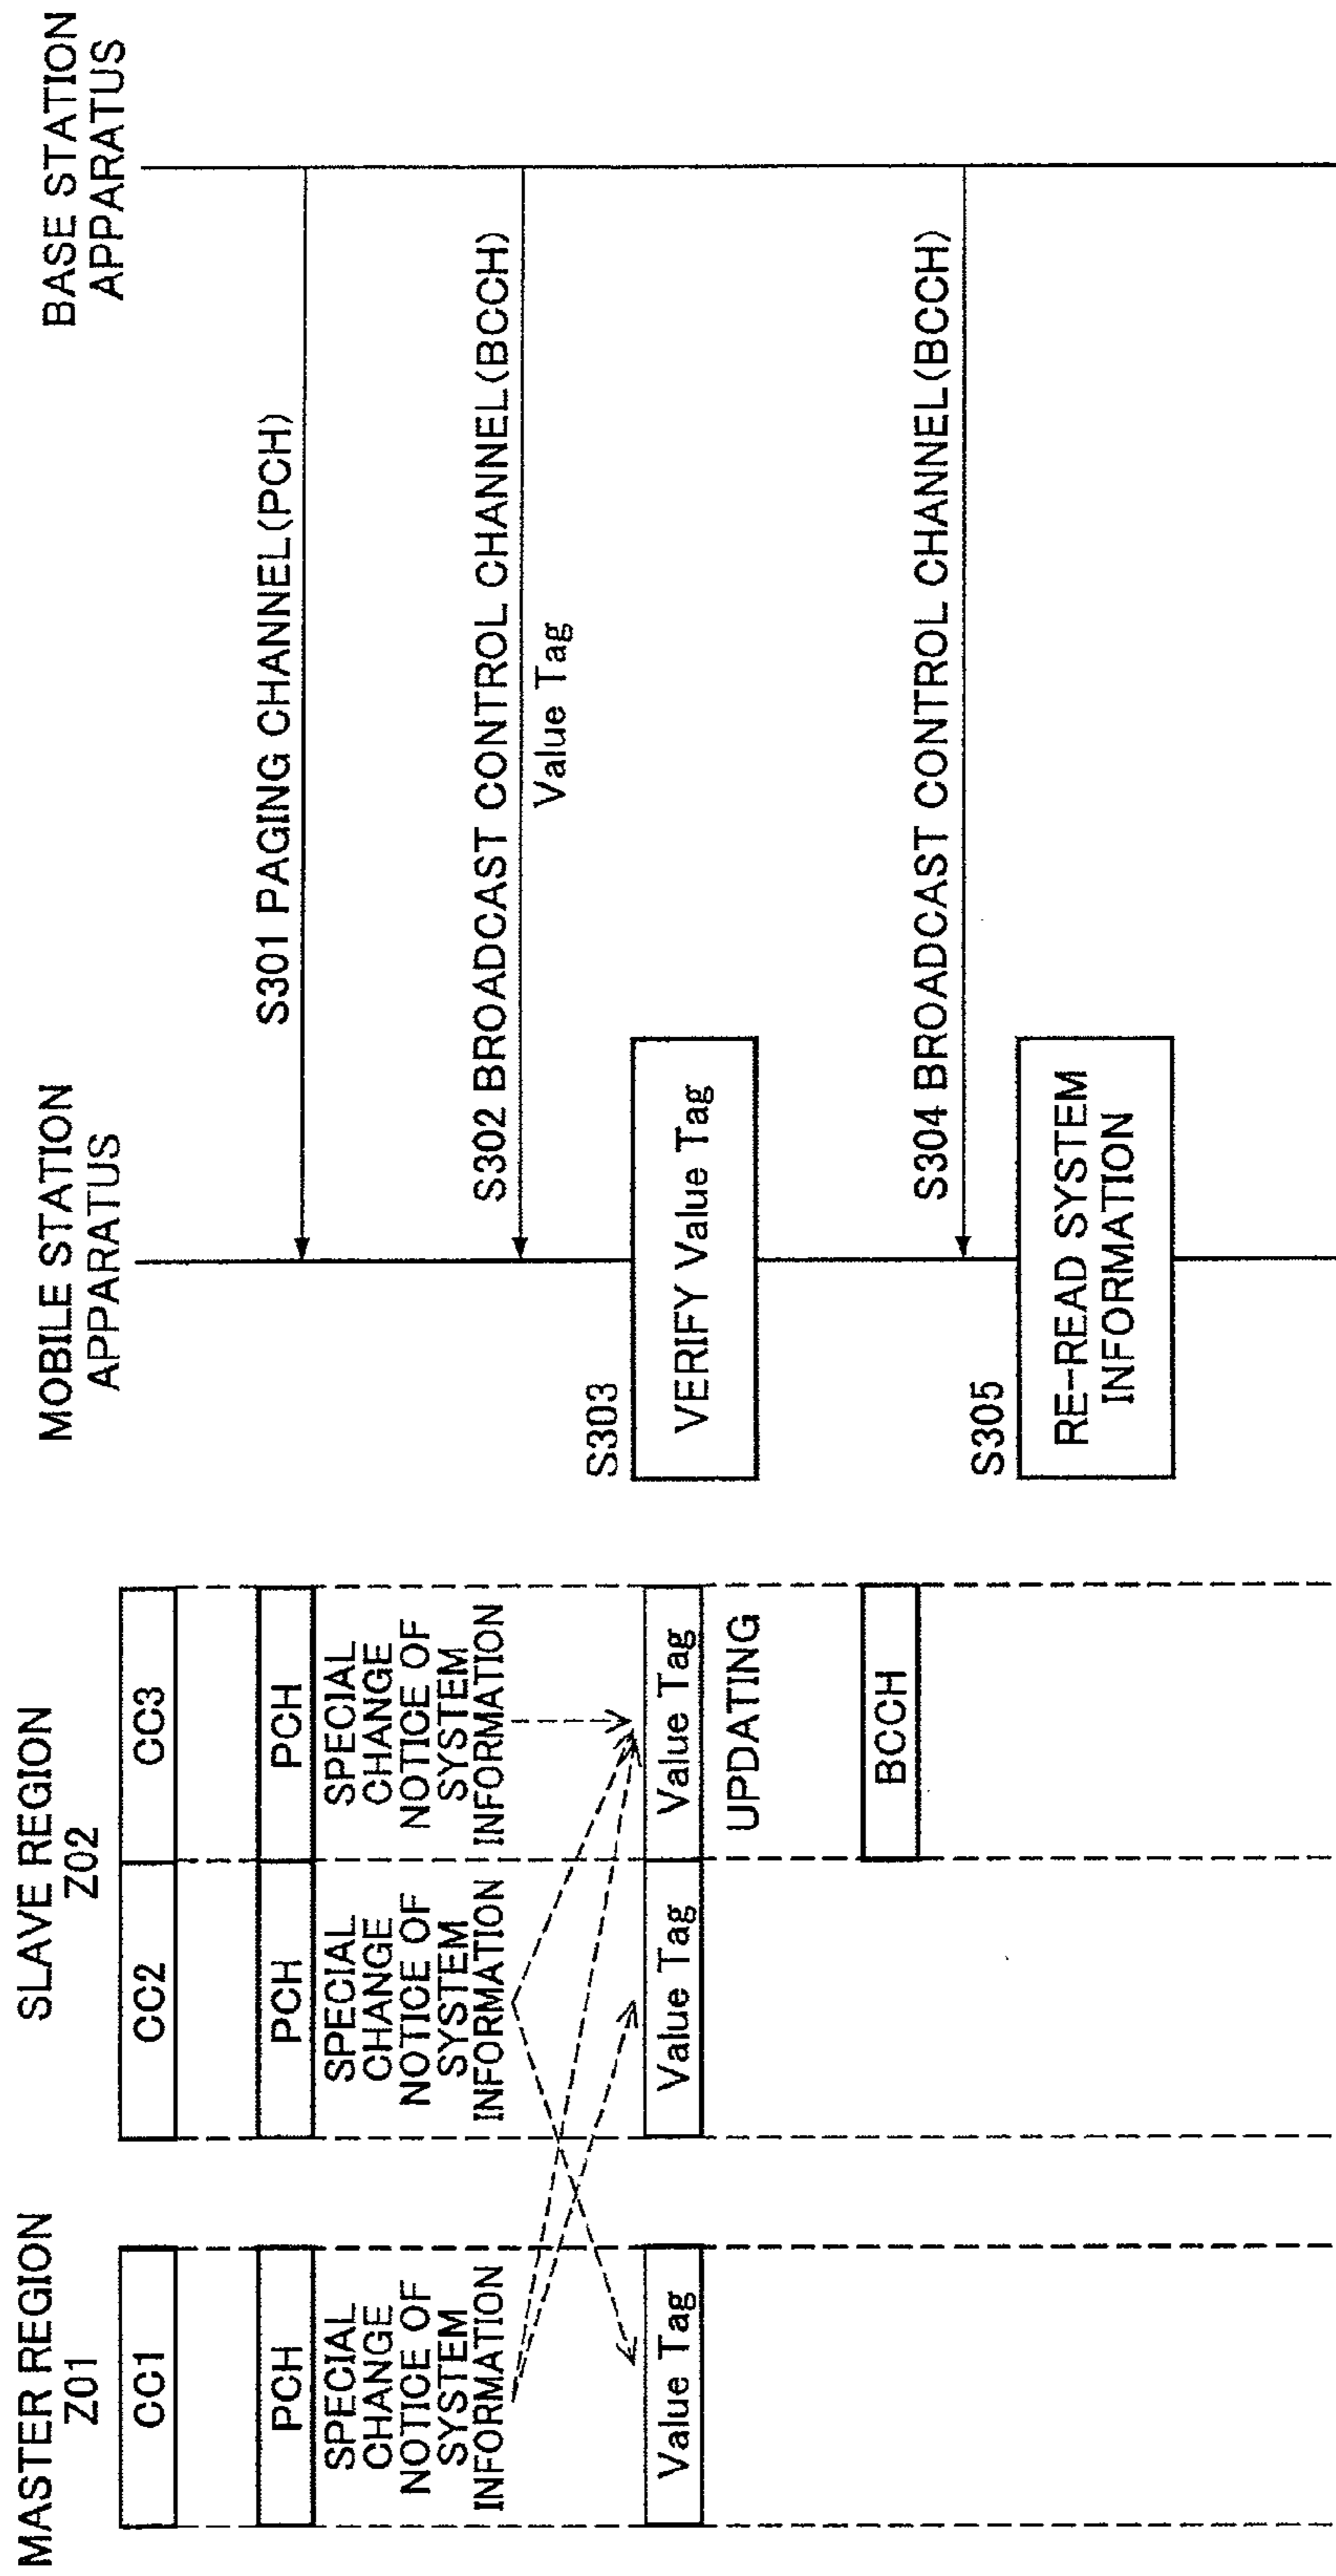 MASTER REGION
Z01
SLAVE REGION
Z02
MOBILE STATION
APPARATUS
BASE STATION
APPARATUS
CC1
CC2
CC3
PCH
PCH
PCH
SPECIAL
CHANGE
NOTICE OF
SYSTEM
INFORMATION
SPECIAL
CHANGE
NOTICE OF
SYSTEM
INFORMATION
SPECIAL
CHANGE
NOTICE OF
SYSTEM
INFORMATION
S301 PAGING CHANNEL(PCH)
S302 BROADCAST CONTROL CHANNEL(BCCH)
Value Tag
Value Tag
Value Tag
Value Tag
UPDATING
S303
VERIFY Value Tag
BCCH
S304 BROADCAST CONTROL CHANNEL(BCCH)
S305
RE-READ SYSTEM
INFORMATION